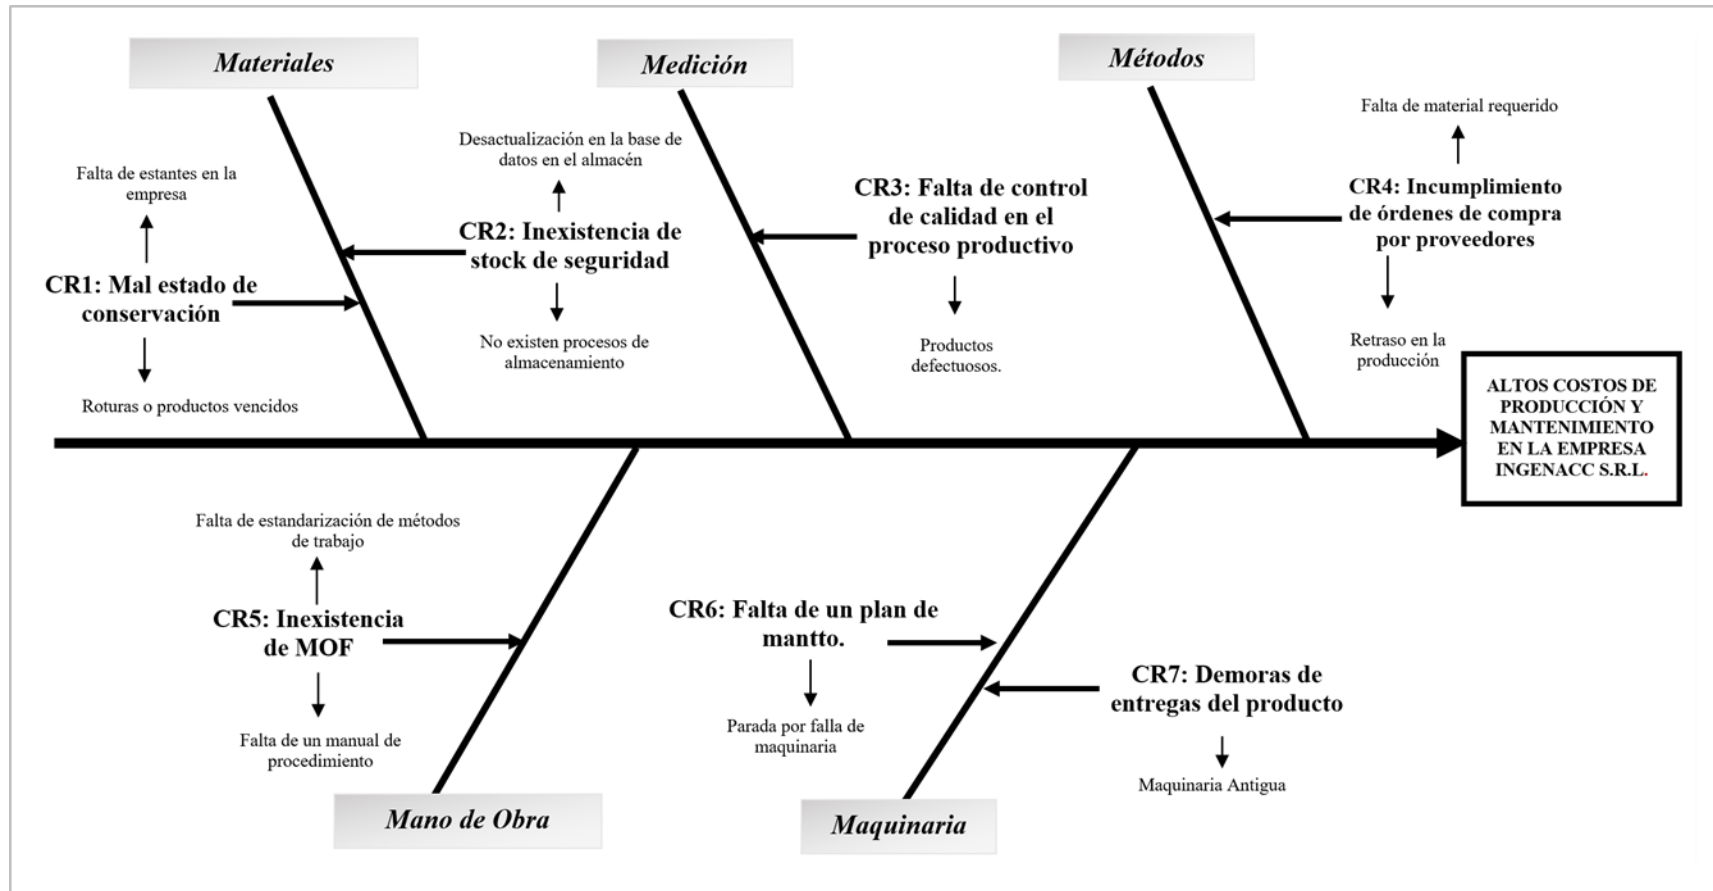 Materiales
Medición
Métodos
Falta de estantes en la
empresa
CR1: Mal estado de
conservación
Roturas o productos vencidos
Desactualización en la base de
datos en el almacén
CR2: Inexistencia de
stock de seguridad
No existen procesos de
almacenamiento
CR3: Falta de control
de calidad en el
proceso productivo
Productos
defectuosos.
Falta de material requerido
CR4: Incumplimiento
de órdenes de compra
por proveedores
Retraso en la
producción
ALTOS COSTOS DE
PRODUCCIÓN Y
MANTENIMIENTO
EN LA EMPRESA
INGENACC S.R.L.
Falta de estandarización de métodos
de trabajo
CR5: Inexistencia
de MOF
Falta de un manual de
procedimiento
CR6: Falta de un plan de
mantto.
Parada por falla de
maquinaria
CR7: Demoras de
entregas del producto
Maquinaria Antigua
Mano de Obra
Maquinaria